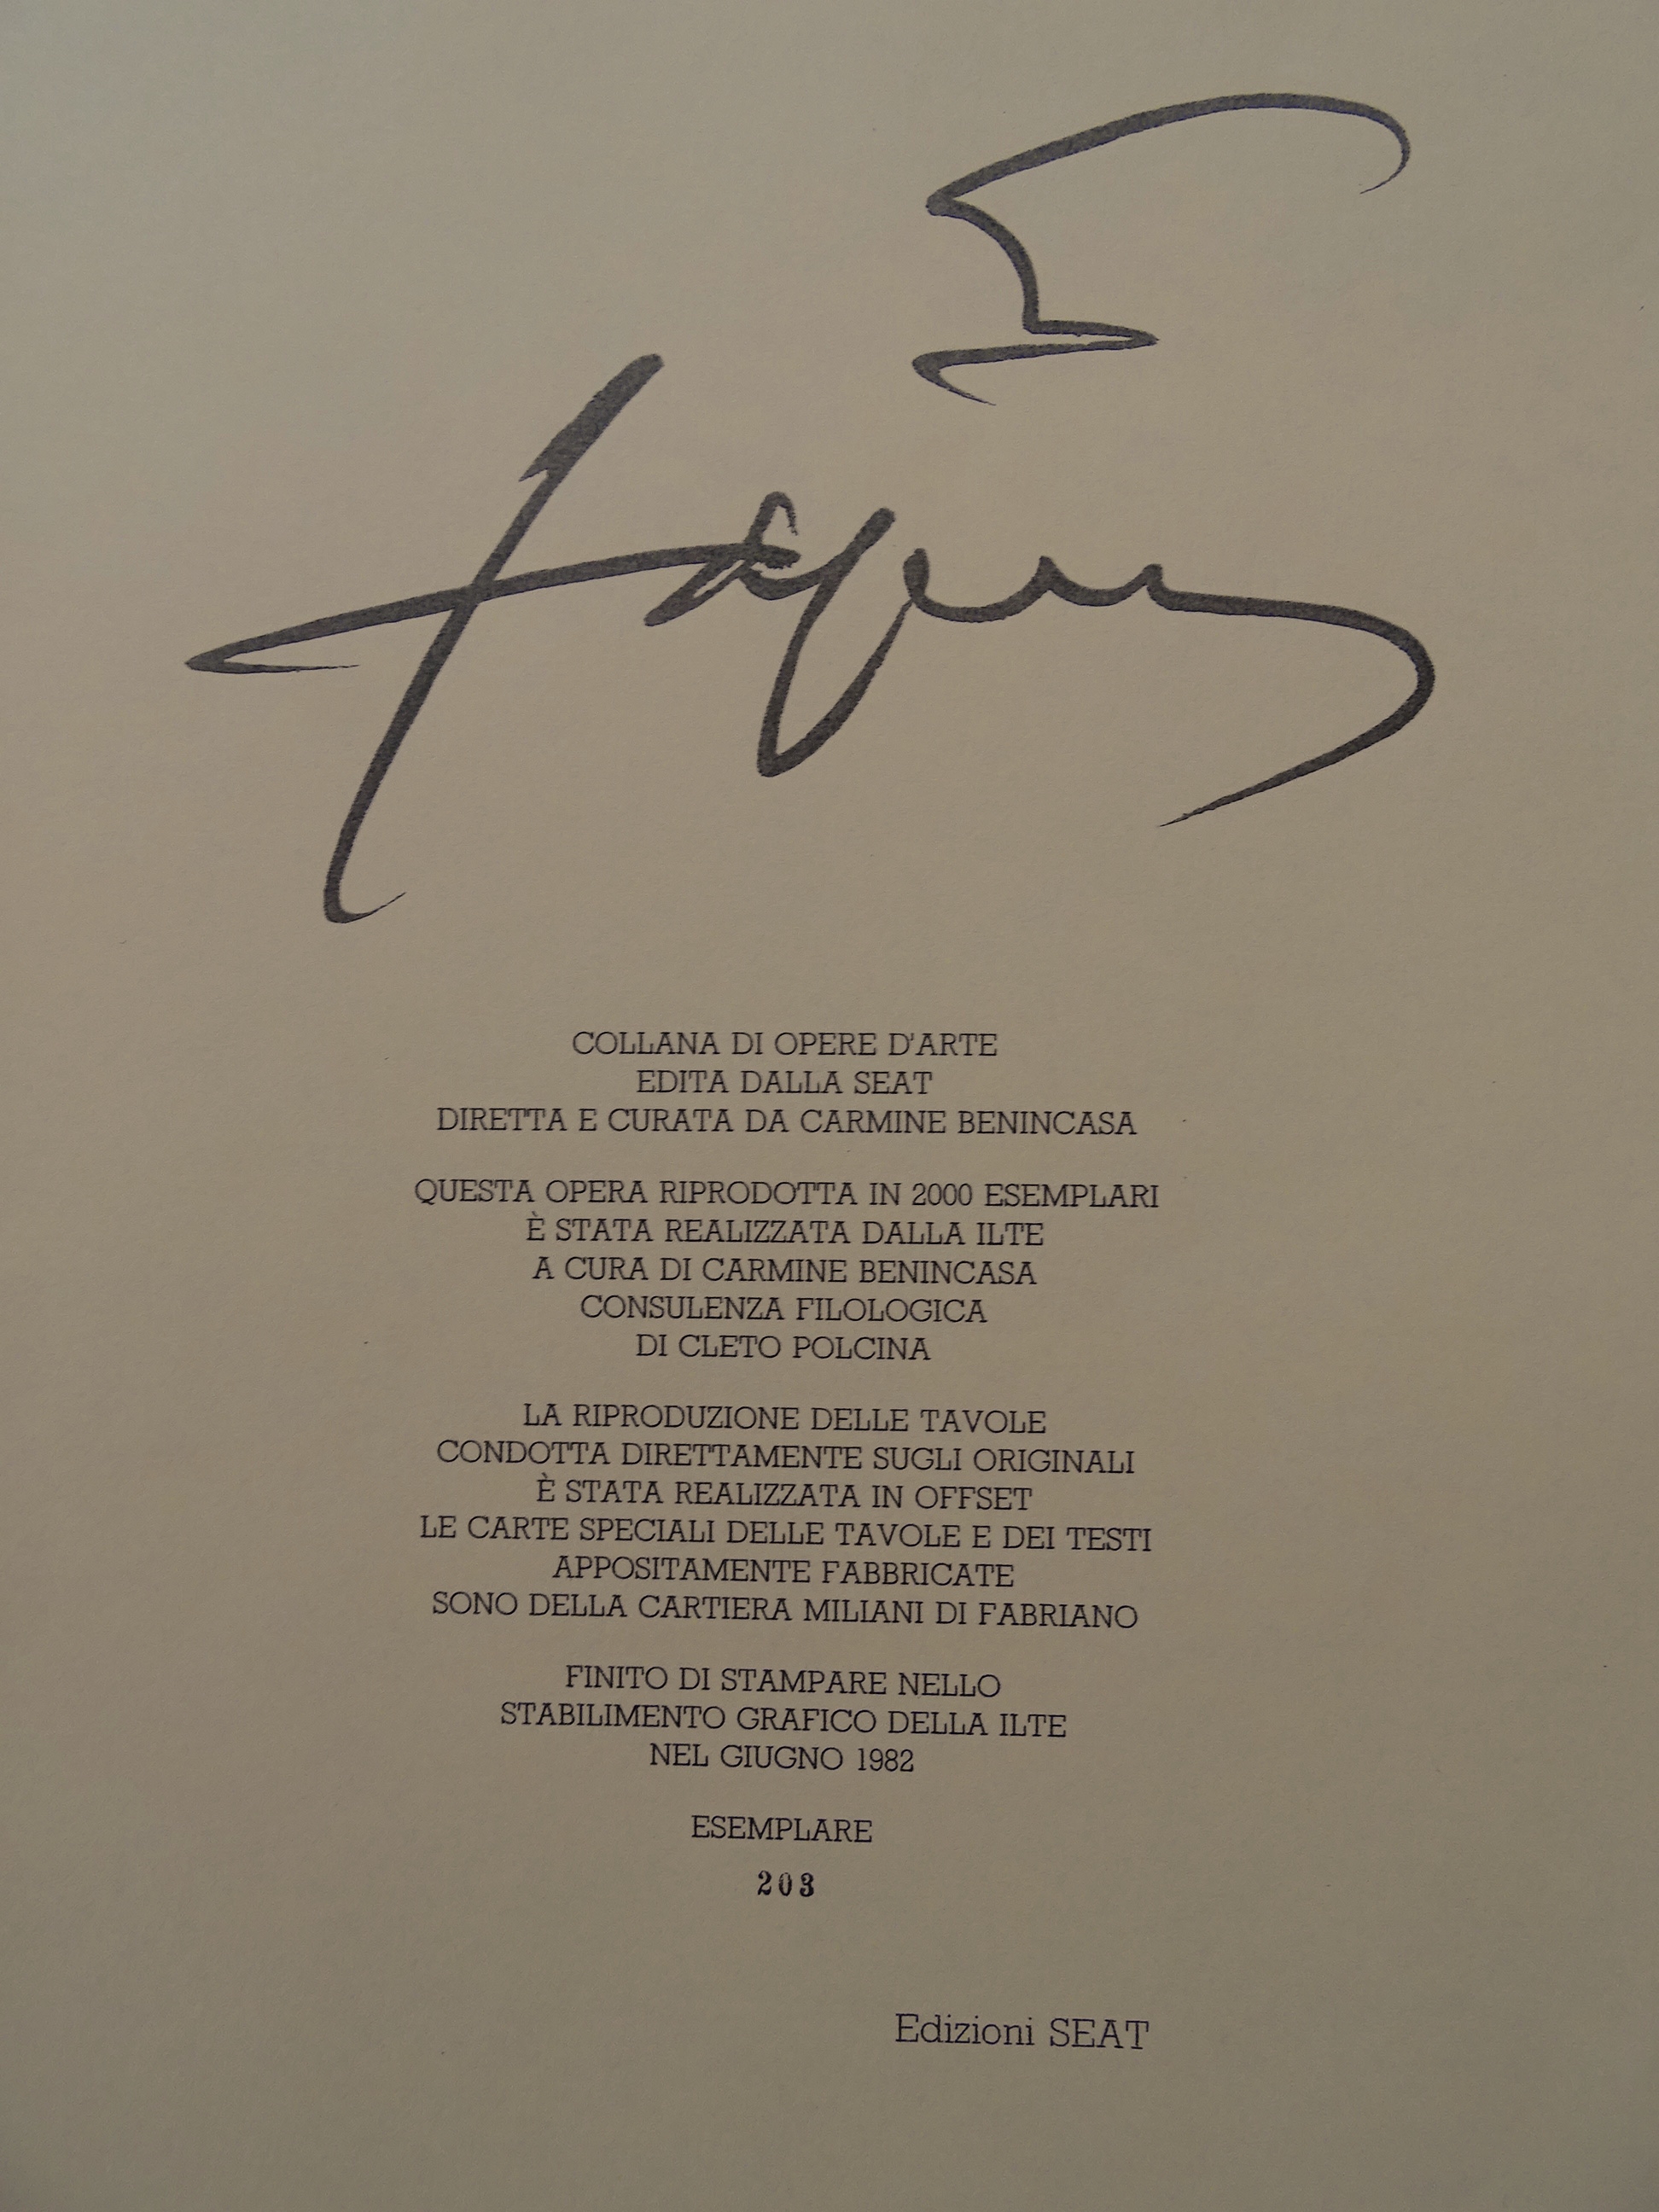 COLLANA DI OPERE D'ARTE
EDITA DALLA SEAT
DIRETTA E CURATA DA CARMINE BENINCASA
QUESTA OPERA RIPRODOTTA IN 2000 ESEMPLARI
È STATA REALIZZATA DALLA ILTE
A CURA DI CARMINE BENINCASA
CONSULENZA FILOLOGICA
DI CLETO POLCINA
LA RIPRODUZIONE DELLE TAVOLE
CONDOTTA DIRETTAMENTE SUGLI ORIGINALI
È STATA REALIZZATA IN OFFSET
LE CARTE SPECIALI DELLE TAVOLE E DEI TESTI
APPOSITAMENTE FABBRICATE
SONO DELLA CARTIERA MILIANI DI FABRIANO
FINITO DI STAMPARE NELLO
STABILIMENTO GRAFICO DELLA ILTE
NEL GIUGNO 1982
ESEMPLARE
203
Edizioni SEAT